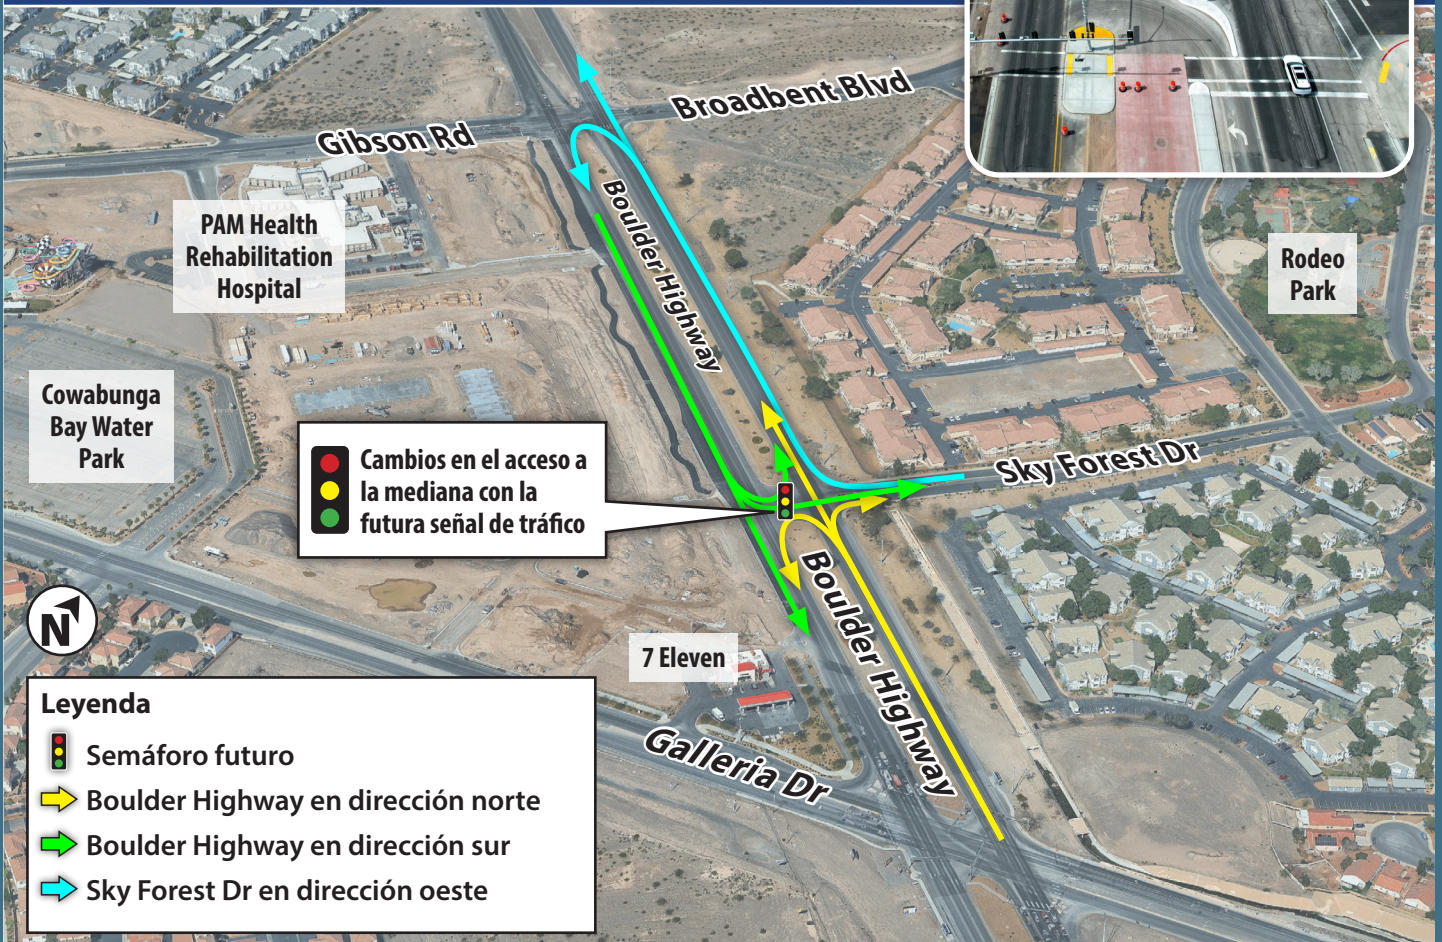 Broadbent Blvd
Gibson Rd
PAM Health
Rehabilitation
Hospital
Boulder Highway
Rodeo
Park
Cowabunga
Bay Water
Park
Cambios en el acceso a
la mediana con la
futura señal de tráfico
Sky Forest Dr
Boulder Highway
N
7 Eleven
Galleria Dr
Leyenda
Semáforo futuro
Boulder Highway en dirección norte
Boulder Highway en dirección sur
Sky Forest Dr en dirección oeste